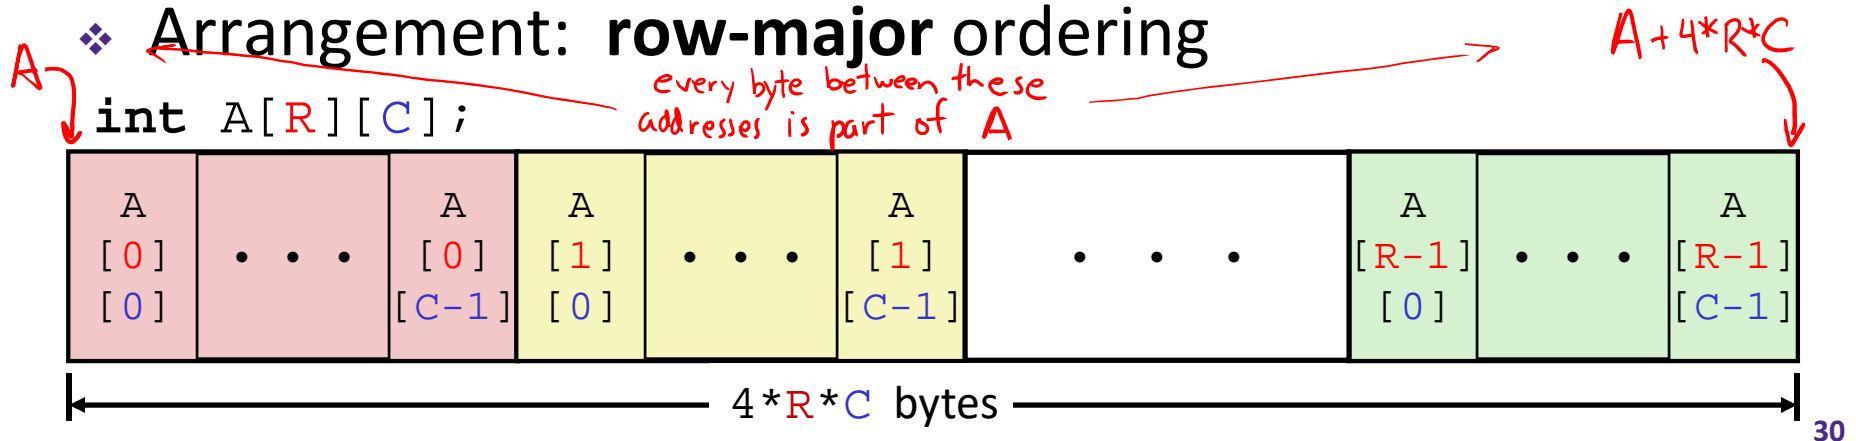 ❖ Arrangement: row-major ordering
A
A+4*R*C
every byte between these
addresses is part of A
int A[R][C];
A • • • A A • • • A • • • A • • • A
[0] [0] [1] [1] [R-1] [R-1]
[0] [C-1] [0] [C-1] [0] [C-1]
4*R*C bytes
30